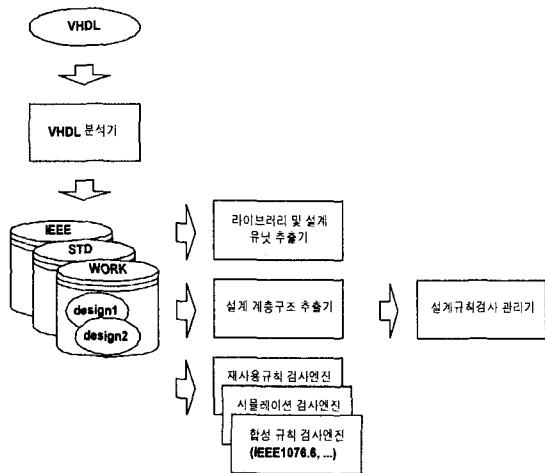 VHDL
VHDL 분석기
IEEE
STD
WORK
design1
design2
라이브러리 및 설계
유닛 추출기
설계 계층구조 추출기
설계규칙검사 관리기
재사용규칙 검사엔진
시뮬레이션 검사엔진
합성 규칙 검사엔진
(IEEE1076.6, ...)